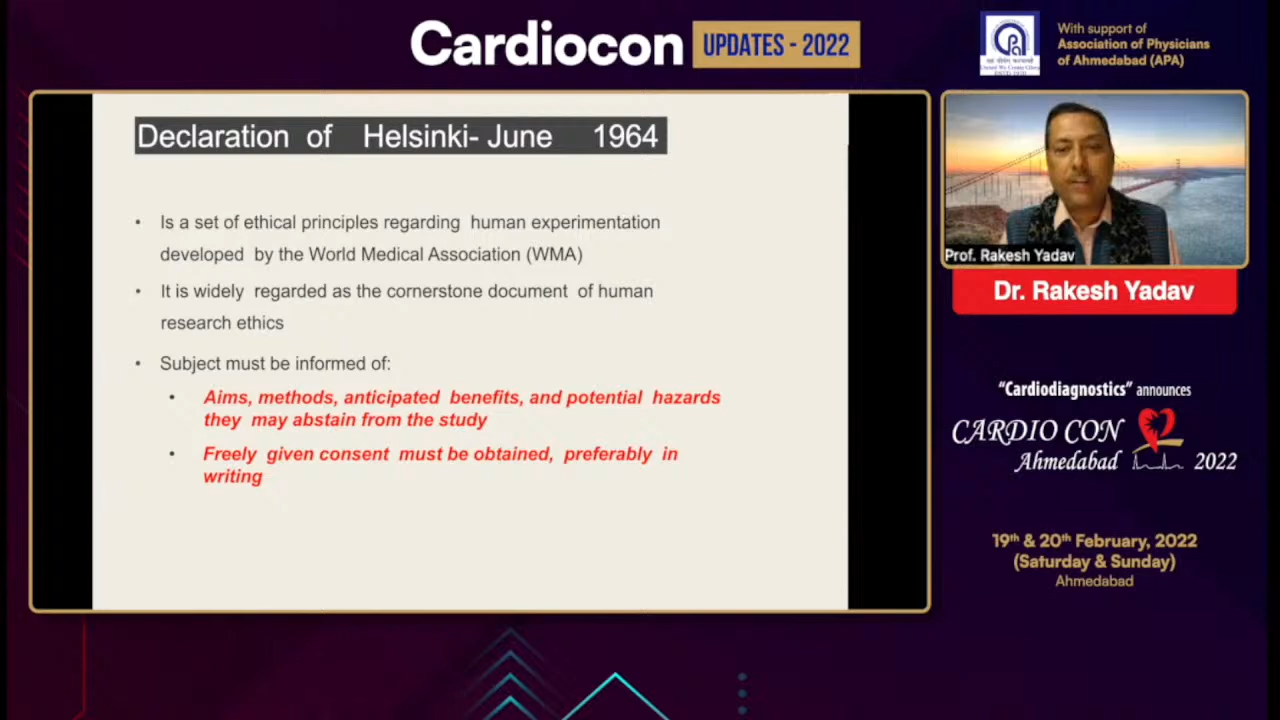 Cardiocon UPDATES - 2022
With support of
Association of Physicians
of Ahmedabad (APA)
Declaration of Helsinki- June 1964
• Is a set of ethical principles regarding human experimentation
developed by the World Medical Association (WMA)
• It is widely regarded as the cornerstone document of human
research ethics
• Subject must be informed of:
• Aims, methods, anticipated benefits, and potential hazards
they may abstain from the study
• Freely given consent must be obtained, preferably in
writing
Prof. Rakesh Yadav
Dr. Rakesh Yadav
“Cardiodiagnostics” announces
CARDIO CON
Ahmedabad 2022
19th & 20th February, 2022
(Saturday & Sunday)
Ahmedabad